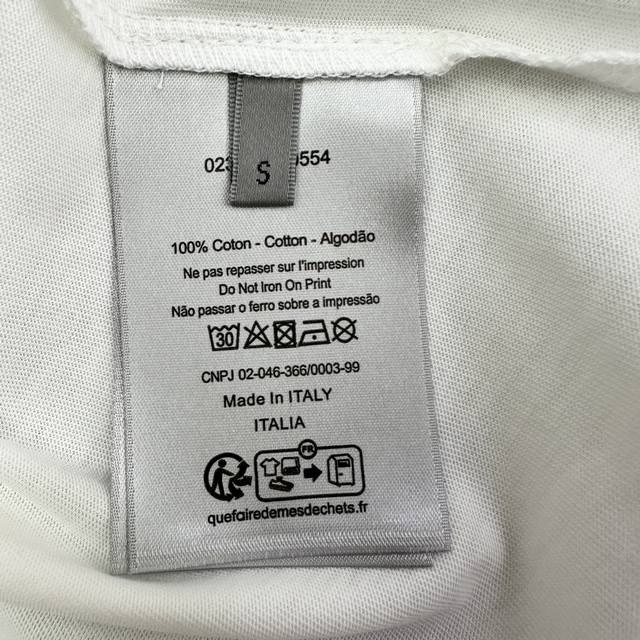 S
100% Coton - Cotton - Algodão
Ne pas repasser sur l'impression
Do Not Iron On Print
Não passar o ferro sobre a impressão
30
CNPJ 02-046-366/0003-99
Made In ITALY
ITALIA
FR
quefairedemesdechets.fr